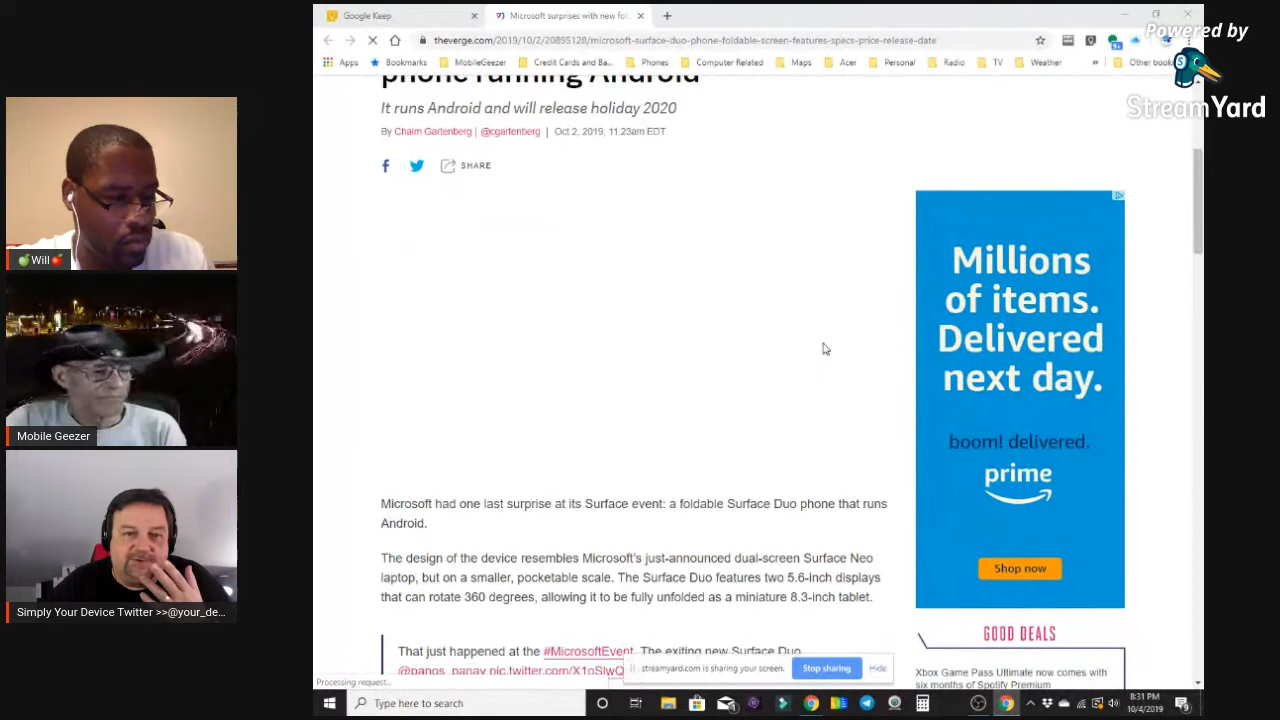 Google Keep
Microsoft surprises with new fol
Powered by
StreamYard
theverge.com/2019/10/2/20895128/microsoft-surface-duo-phone-foldable-screen-features-specs-price-release-date
Apps
Bookmarks
MobileGeezer
Credit Cards and Ba...
Phones
Computer Related
Maps
Acer
Personal
Radio
TV
Weather
»
Other book
phone running Android
It runs Android and will release holiday 2020
By Chaim Gartenberg | @cgartenberg | Oct 2, 2019, 11:23am EDT
SHARE
Millions
of items.
Delivered
next day.
boom! delivered.
prime
Shop now
Microsoft had one last surprise at its Surface event: a foldable Surface Duo phone that runs
Android.
The design of the device resembles Microsoft's just-announced dual-screen Surface Neo
laptop, but on a smaller, pocketable scale. The Surface Duo features two 5.6-inch displays
that can rotate 360 degrees, allowing it to be fully unfolded as a miniature 8.3-inch tablet.
That just happened at the #MicrosoftEvent. The exiting new Surface Duo
@panos_panay pic.twitter.com/X1pSlwQ
GOOD DEALS
Xbox Game Pass Ultimate now comes with
six months of Spotify Premium
streamyard.com is sharing your screen.
Stop sharing
Hide
Processing request...
Type here to search
8:31 PM
10/4/2019
🍏Will🍎
Mobile Geezer
Simply Your Device Twitter >>@your_de...